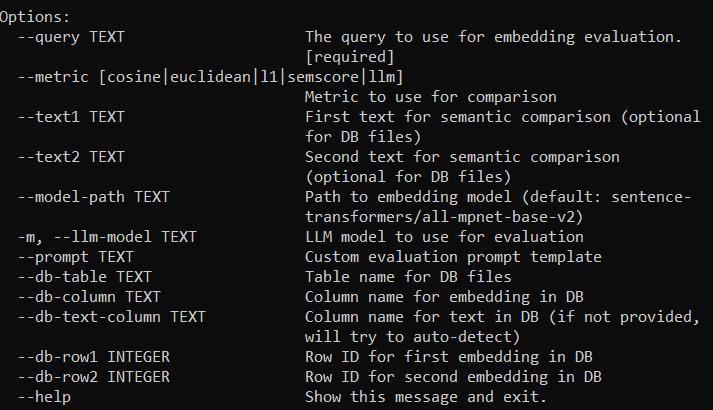 Options:
  --query TEXT                  The query to use for embedding evaluation.
                                [required]
  --metric [cosine|euclidean|l1|semscore|llm]
                                Metric to use for comparison
  --text1 TEXT                  First text for semantic comparison (optional
                                for DB files)
  --text2 TEXT                  Second text for semantic comparison
                                (optional for DB files)
  --model-path TEXT             Path to embedding model (default: sentence-
                                transformers/all-mpnet-base-v2)
  -m, --llm-model TEXT          LLM model to use for evaluation
  --prompt TEXT                 Custom evaluation prompt template
  --db-table TEXT               Table name for DB files
  --db-column TEXT              Column name for embedding in DB
  --db-text-column TEXT         Column name for text in DB (if not provided,
                                will try to auto-detect)
  --db-row1 INTEGER             Row ID for first embedding in DB
  --db-row2 INTEGER             Row ID for second embedding in DB
  --help                        Show this message and exit.